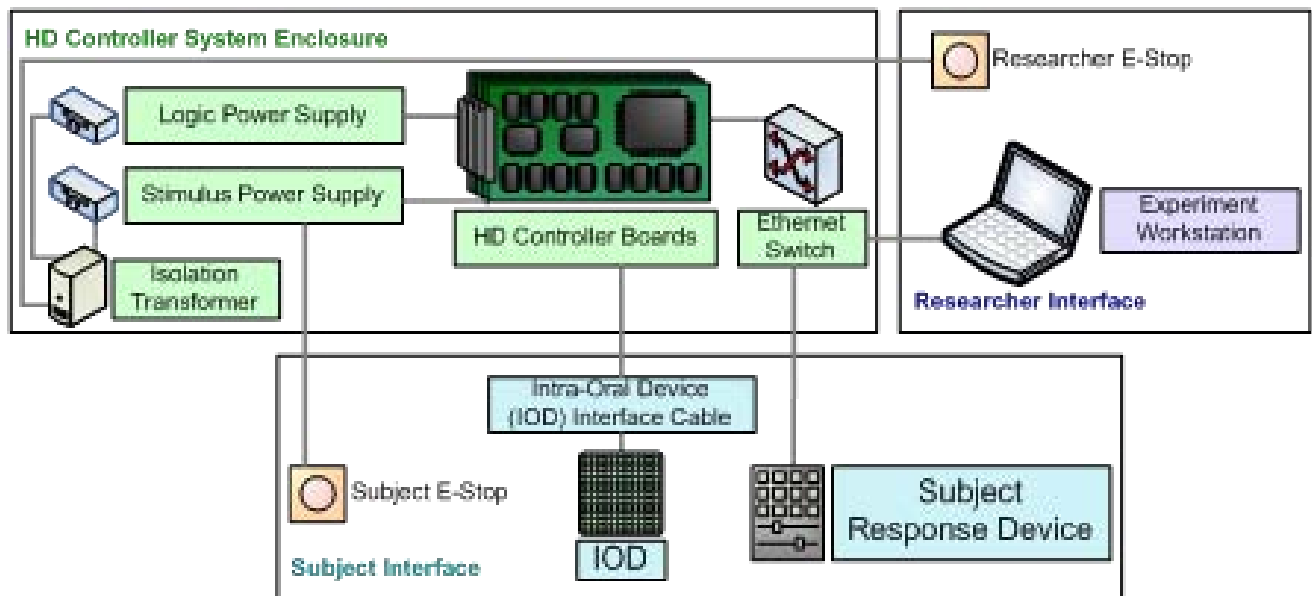 HD Controller System Enclosure
Researcher E-Stop
Logic Power Supply
Stimulus Power Supply
HD Controller Boards
Ethernet
Switch
Experiment
Workstation
Isolation
Transformer
Researcher Interface
Intra-Oral Device
(IOD) Interface Cable
Subject E-Stop
Subject
Response Device
IOD
Subject Interface